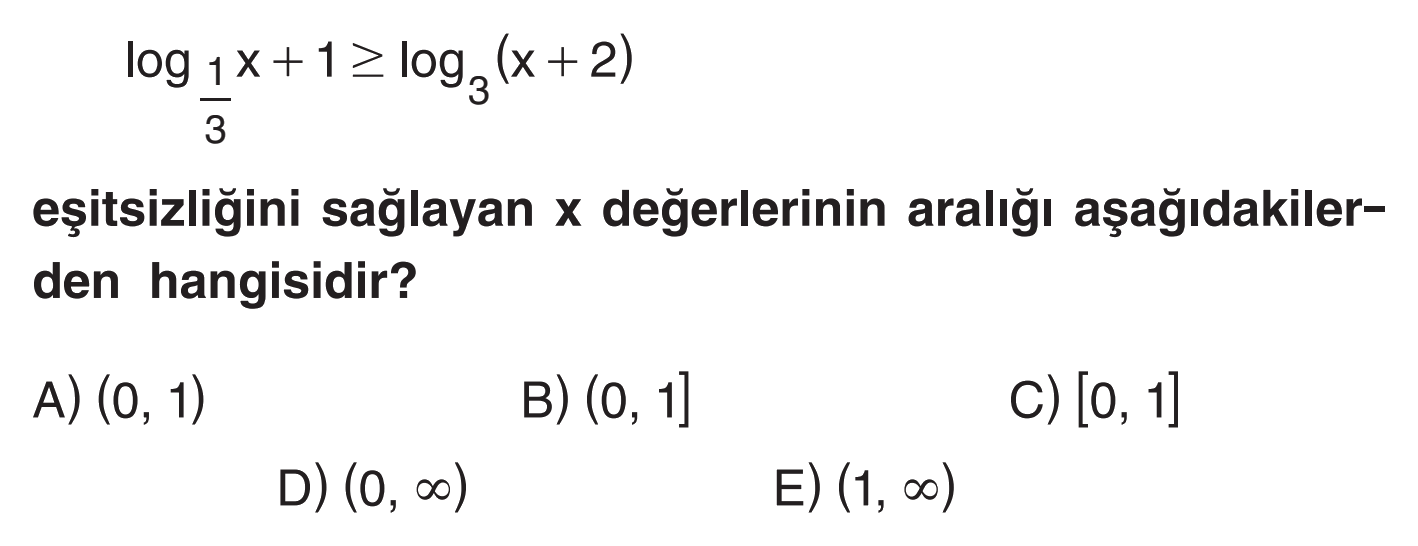 log 1/3 x + 1 ≥ log₃(x + 2)
eşitsizliğini sağlayan x değerlerinin aralığı aşağıdakiler-
den hangisidir?
A) (0, 1) B) (0, 1] C) [0, 1]
D) (0, ∞) E) (1, ∞)